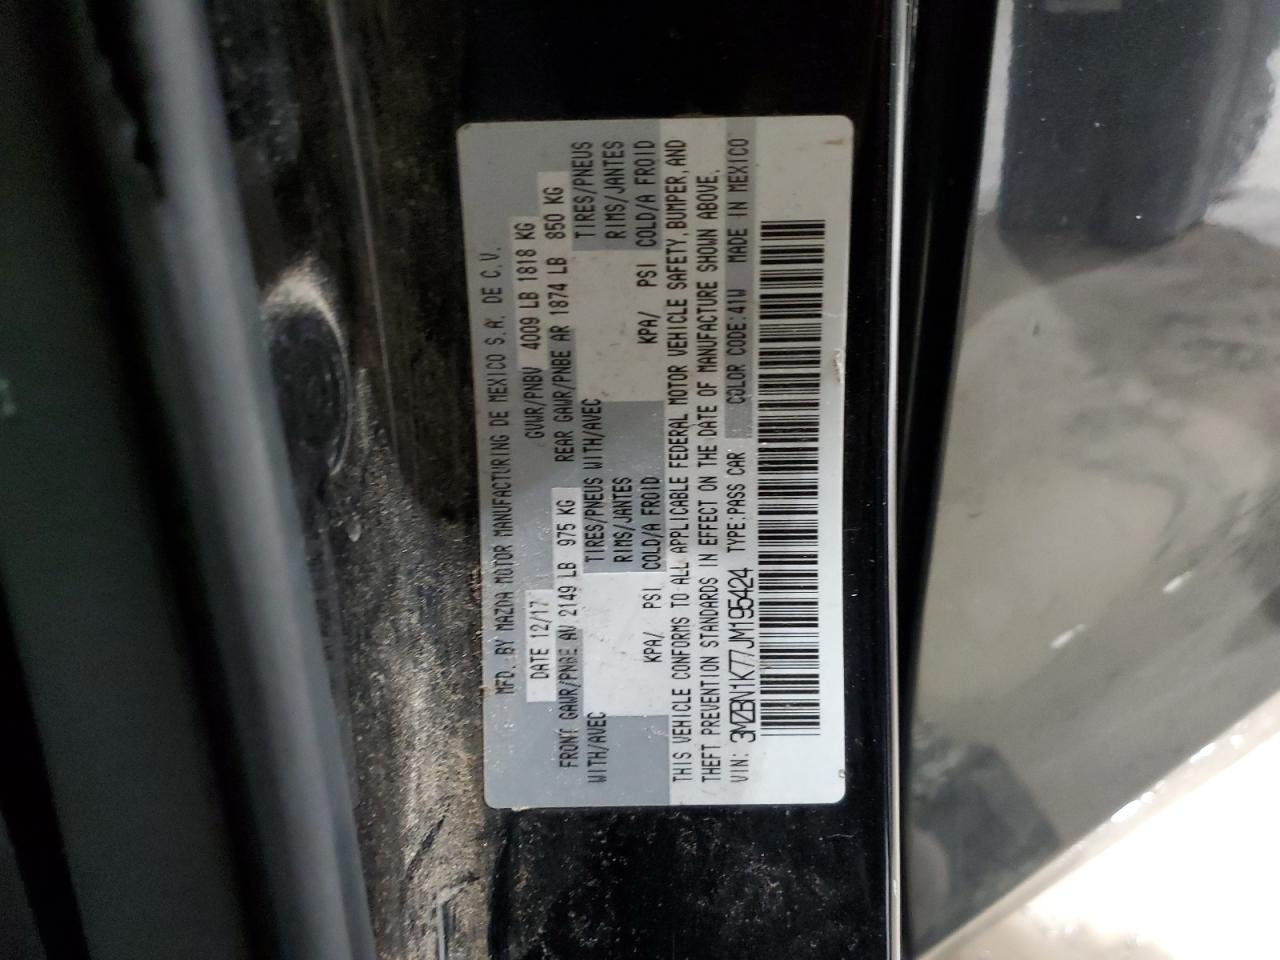 MFD. BY MAZDA MOTOR MANUFACTURING DE MEXICO S.A. DE C.V.
DATE 12/17 GVWR/PNBV 4009 LB 1818 KG
FRONT GAWR/PNBE AV 2149 LB 975 KG REAR GAWR/PNBE AR 1874 LB 850 KG
WITH/AVEC TIRES/PNEUS WITH/AVEC TIRES/PNEUS
RIMS/JANTES RIMS/JANTES
KPA/ PSI COLD/A FROID KPA/ PSI COLD/A FROID
THIS VEHICLE CONFORMS TO ALL APPLICABLE FEDERAL MOTOR VEHICLE SAFETY, BUMPER, AND
THEFT PREVENTION STANDARDS IN EFFECT ON THE DATE OF MANUFACTURE SHOWN ABOVE.
VIN: 3MZBN1K77JM195424 TYPE:PASS CAR COLOR CODE:41W MADE IN MEXICO